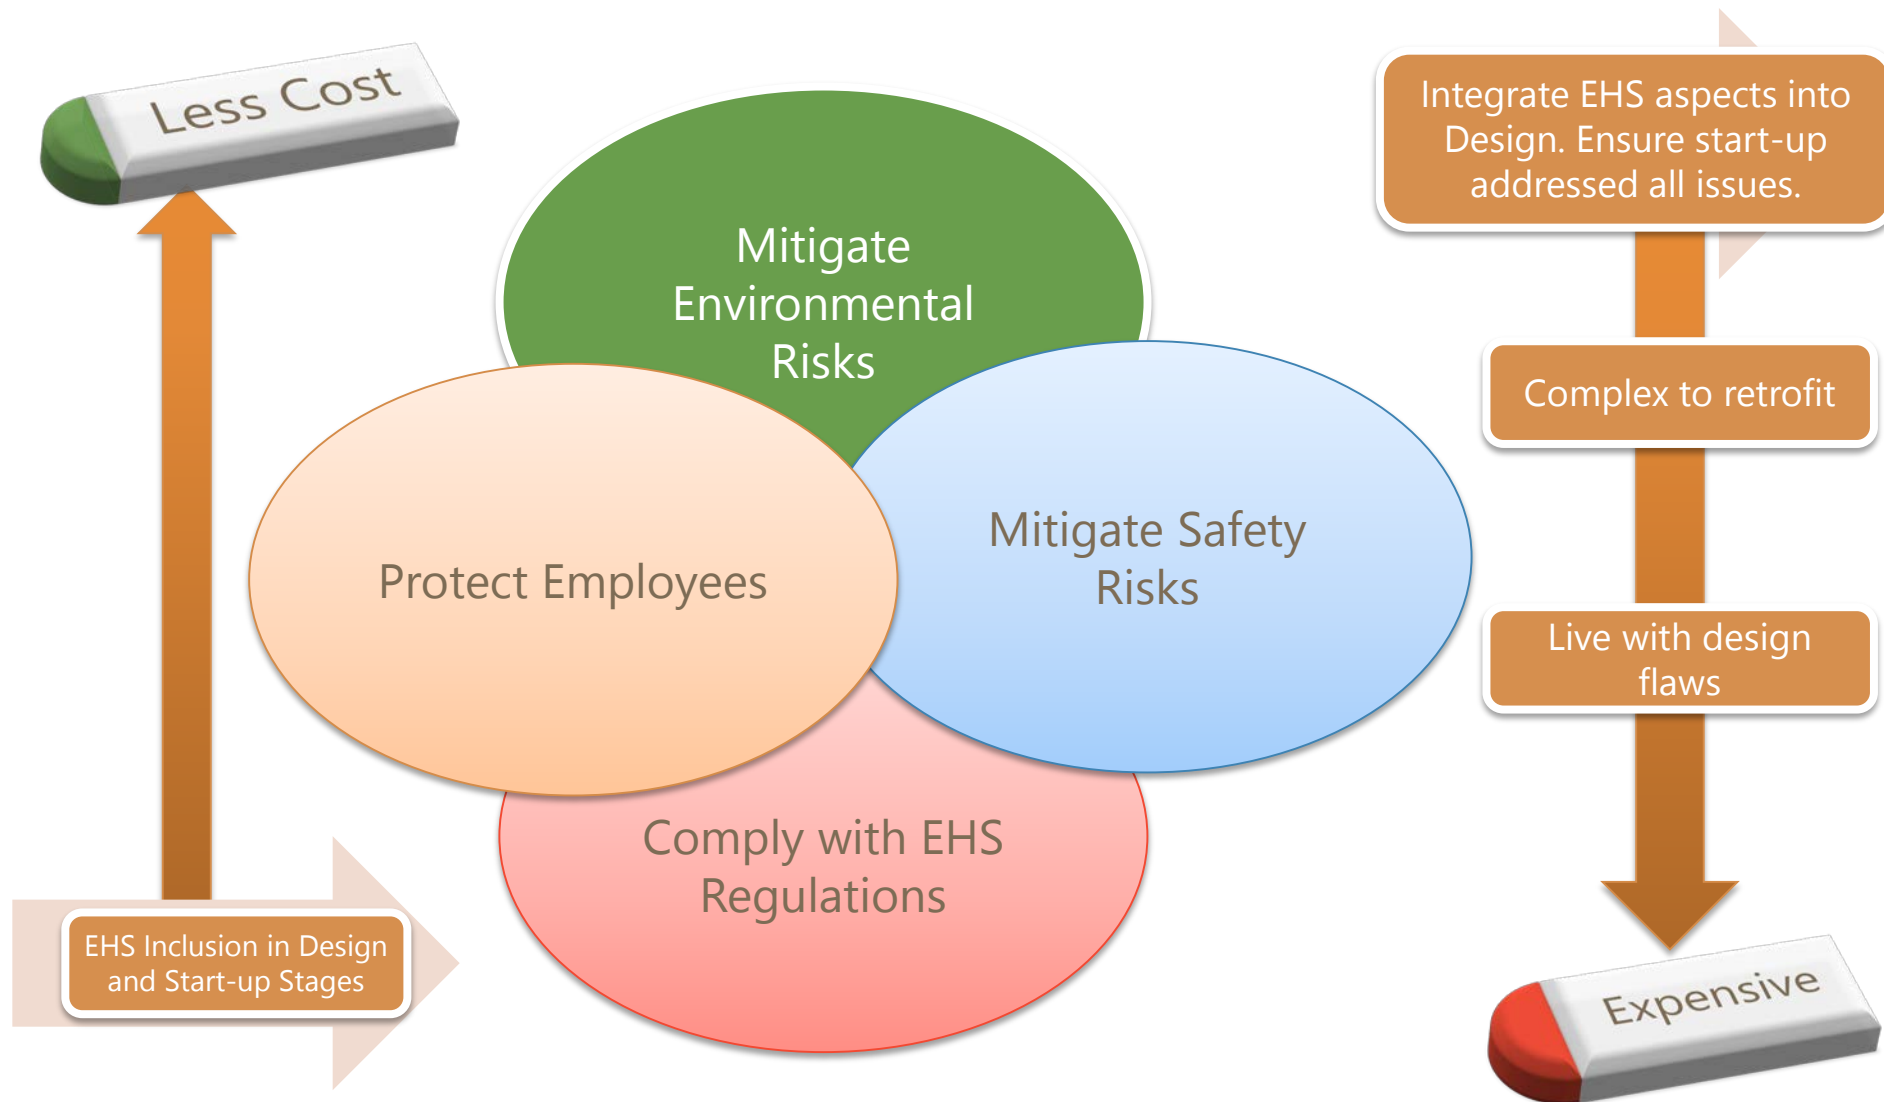 Less Cost
Mitigate
Environmental
Risks
Protect Employees
Mitigate Safety
Risks
Comply with EHS
Regulations
EHS Inclusion in Design
and Start-up Stages
Integrate EHS aspects into
Design. Ensure start-up
addressed all issues.
Complex to retrofit
Live with design
flaws
Expensive